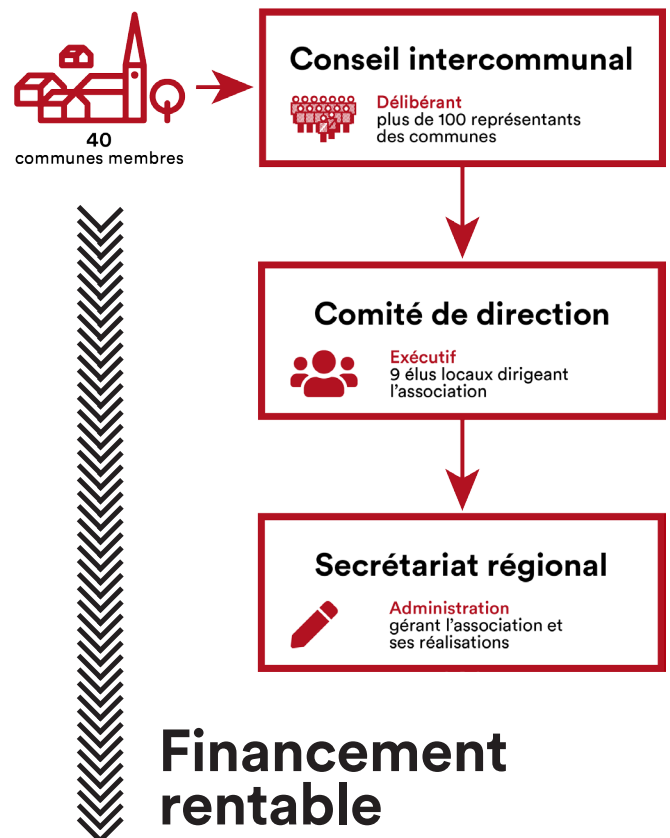 40
communes membres
Conseil intercommunal
Délibérant
plus de 100 représentants
des communes
Comité de direction
Exécutif
9 élus locaux dirigeant
l’association
Secrétariat régional
Administration
gérant l’association et
ses réalisations
Financement
rentable